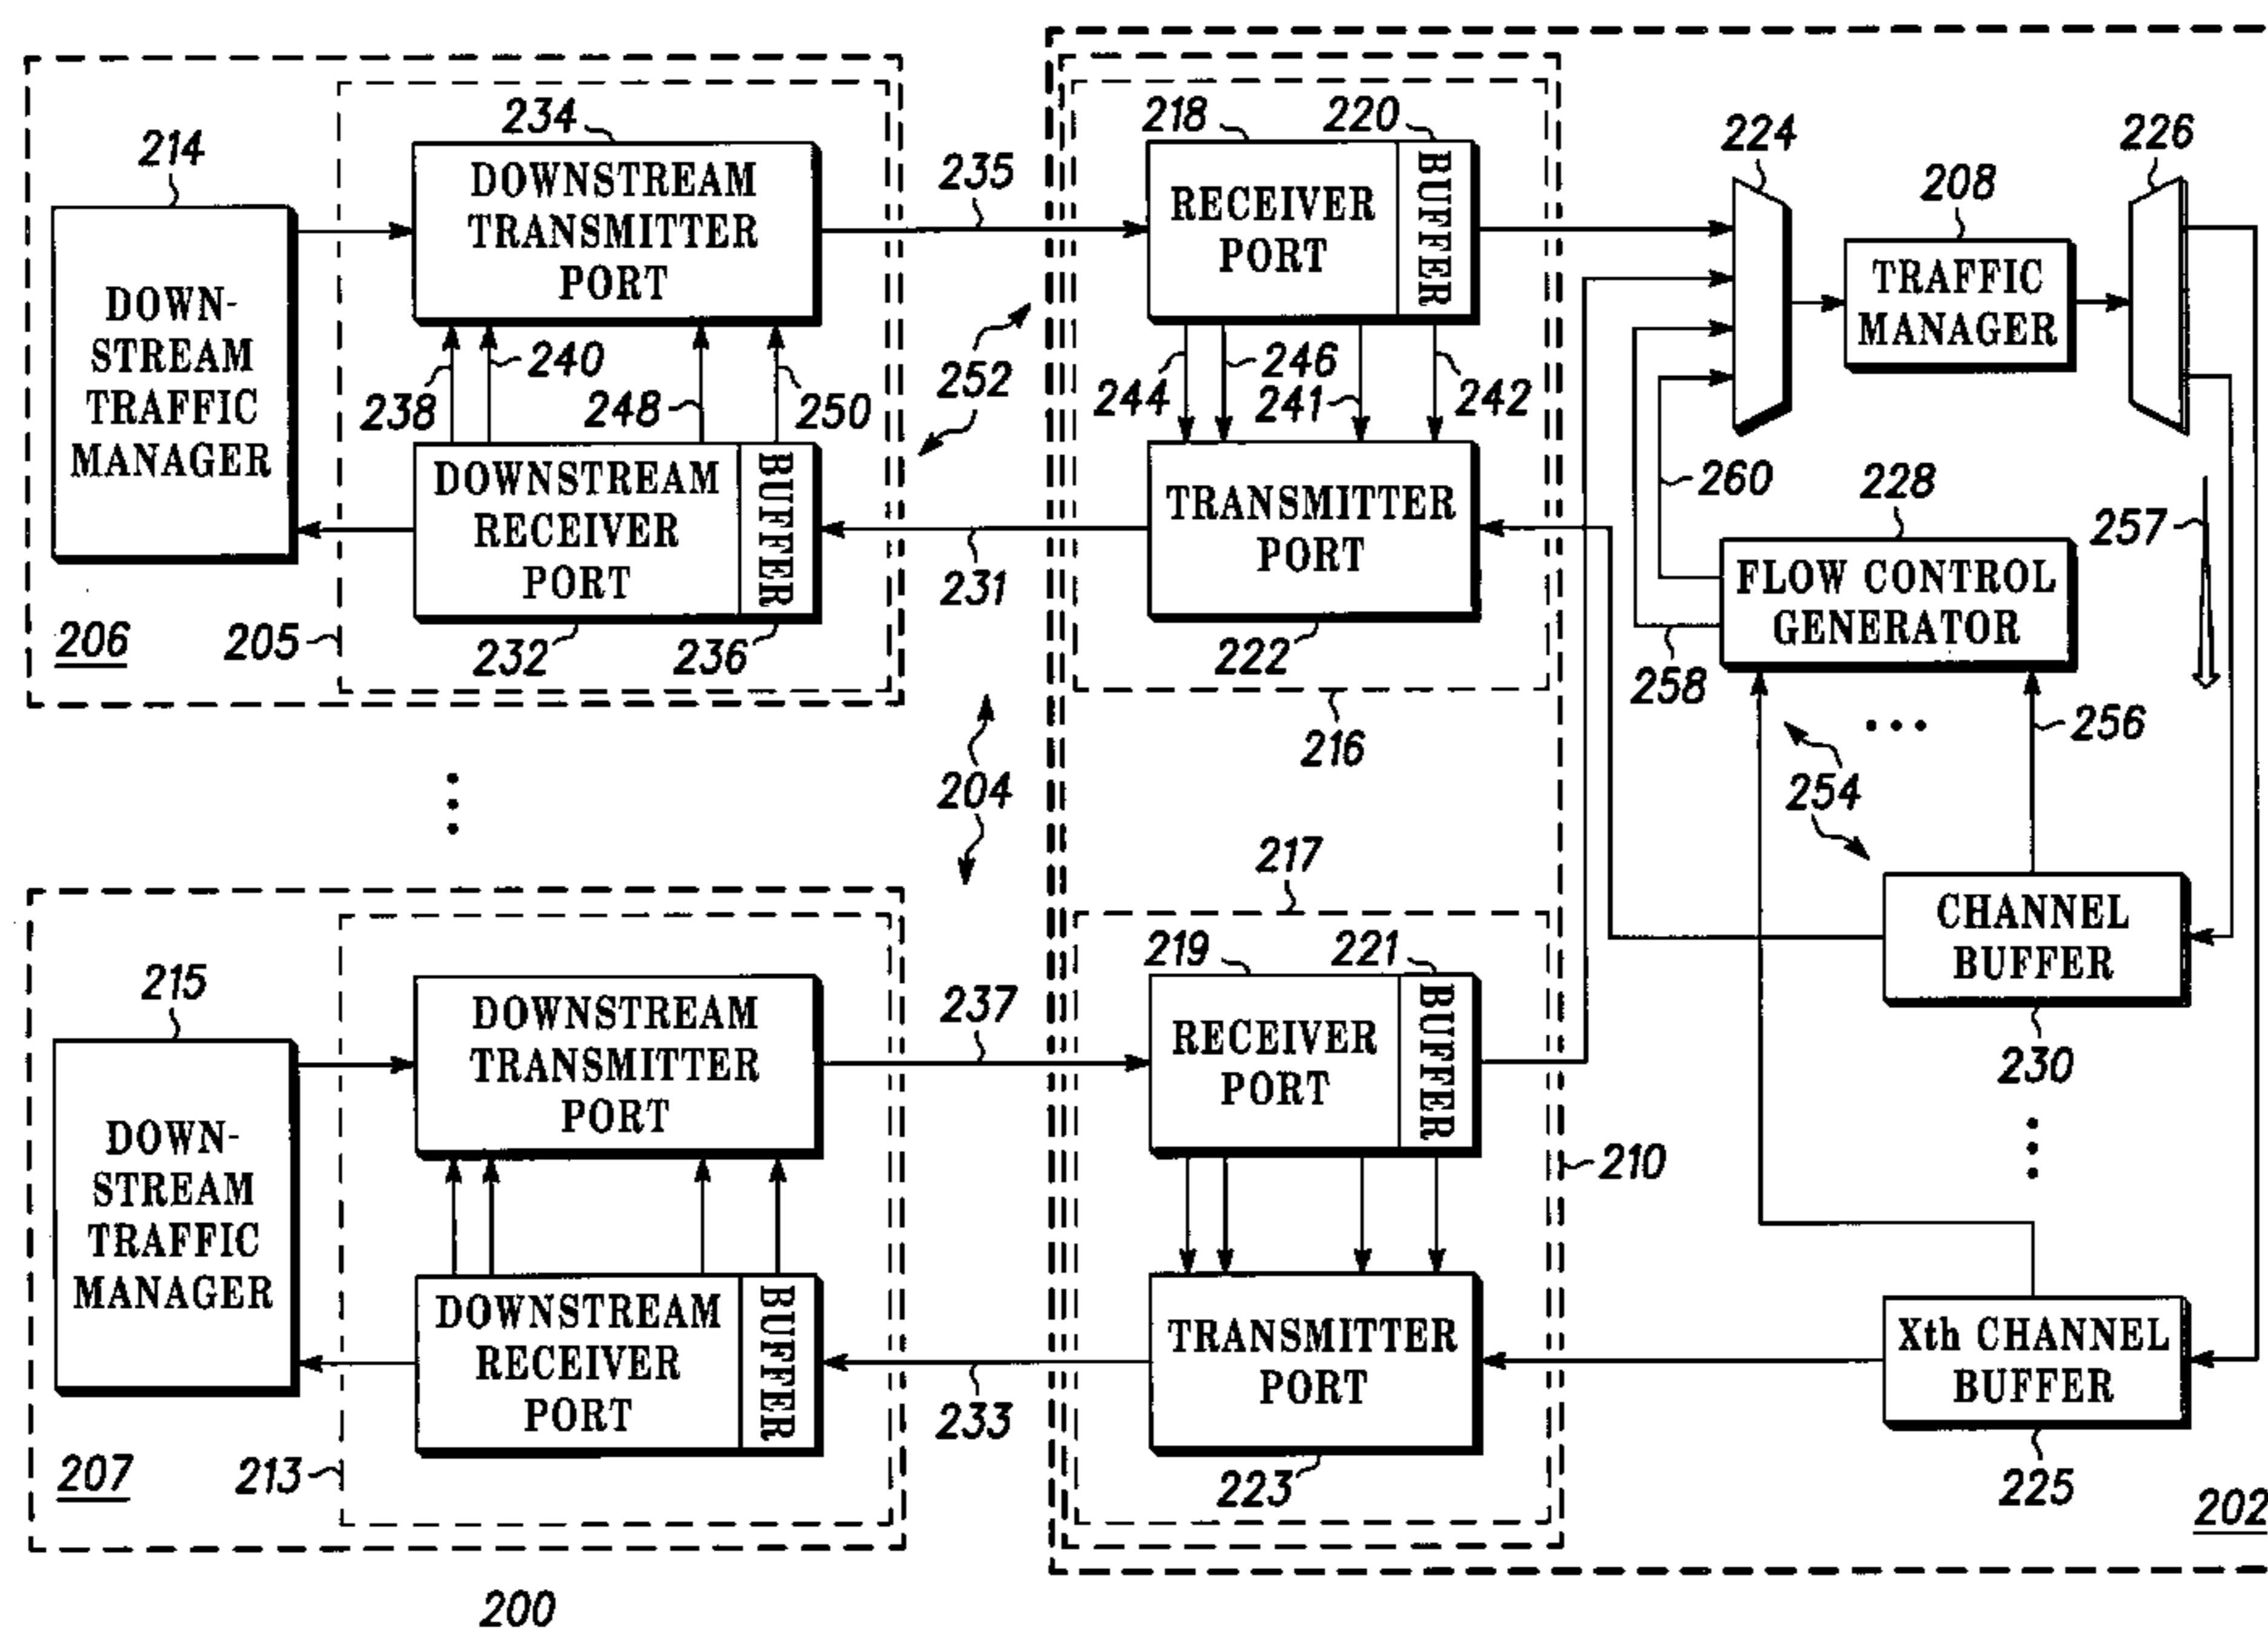 214
DOWN-
STREAM
TRAFFIC
MANAGER
206
205
234
DOWNSTREAM
TRANSMITTER
PORT
238
240
248
250
DOWNSTREAM
RECEIVER
PORT
BUFFER
232
236
235
252
231
204
218
220
RECEIVER
PORT
BUFFER
244
246
241
242
TRANSMITTER
PORT
222
216
224
208
226
TRAFFIC
MANAGER
260
228
257
FLOW CONTROL
GENERATOR
258
256
254
CHANNEL
BUFFER
230
215
DOWN-
STREAM
TRAFFIC
MANAGER
207
213
DOWNSTREAM
TRANSMITTER
PORT
DOWNSTREAM
RECEIVER
PORT
BUFFER
237
233
217
219
221
RECEIVER
PORT
BUFFER
210
TRANSMITTER
PORT
223
Xth CHANNEL
BUFFER
225
202
200